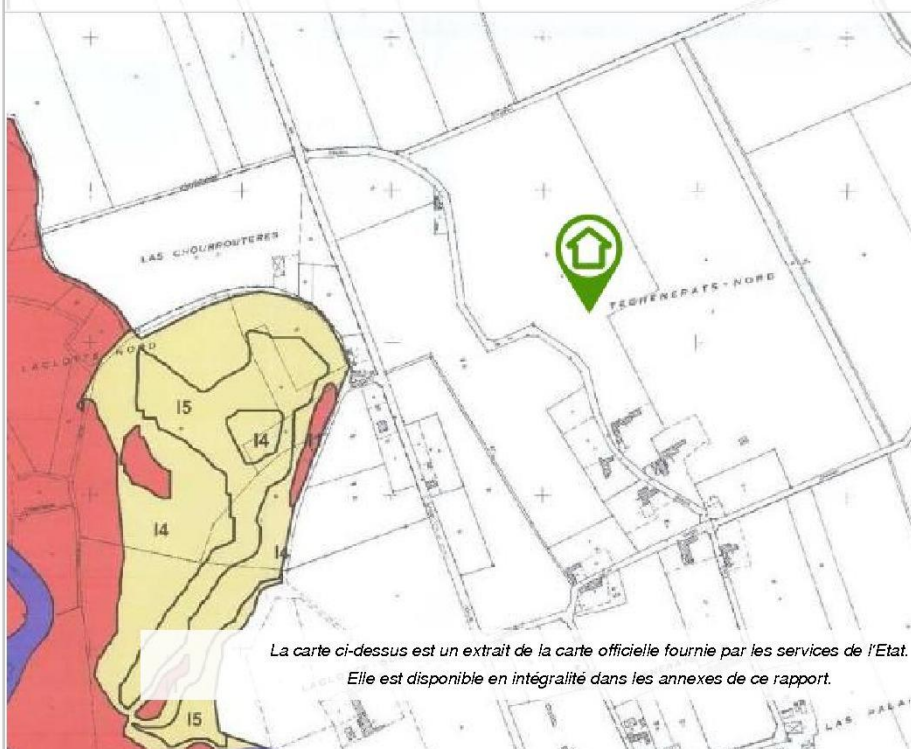 LAS CHOURROUTERES
TEGHENERATS-NORD
LACLOTTE NORD
I5
I4
I4
I4
La carte ci-dessus est un extrait de la carte officielle fournie par les services de l'Etat.
Elle est disponible en intégralité dans les annexes de ce rapport.
I5
LAS PALA